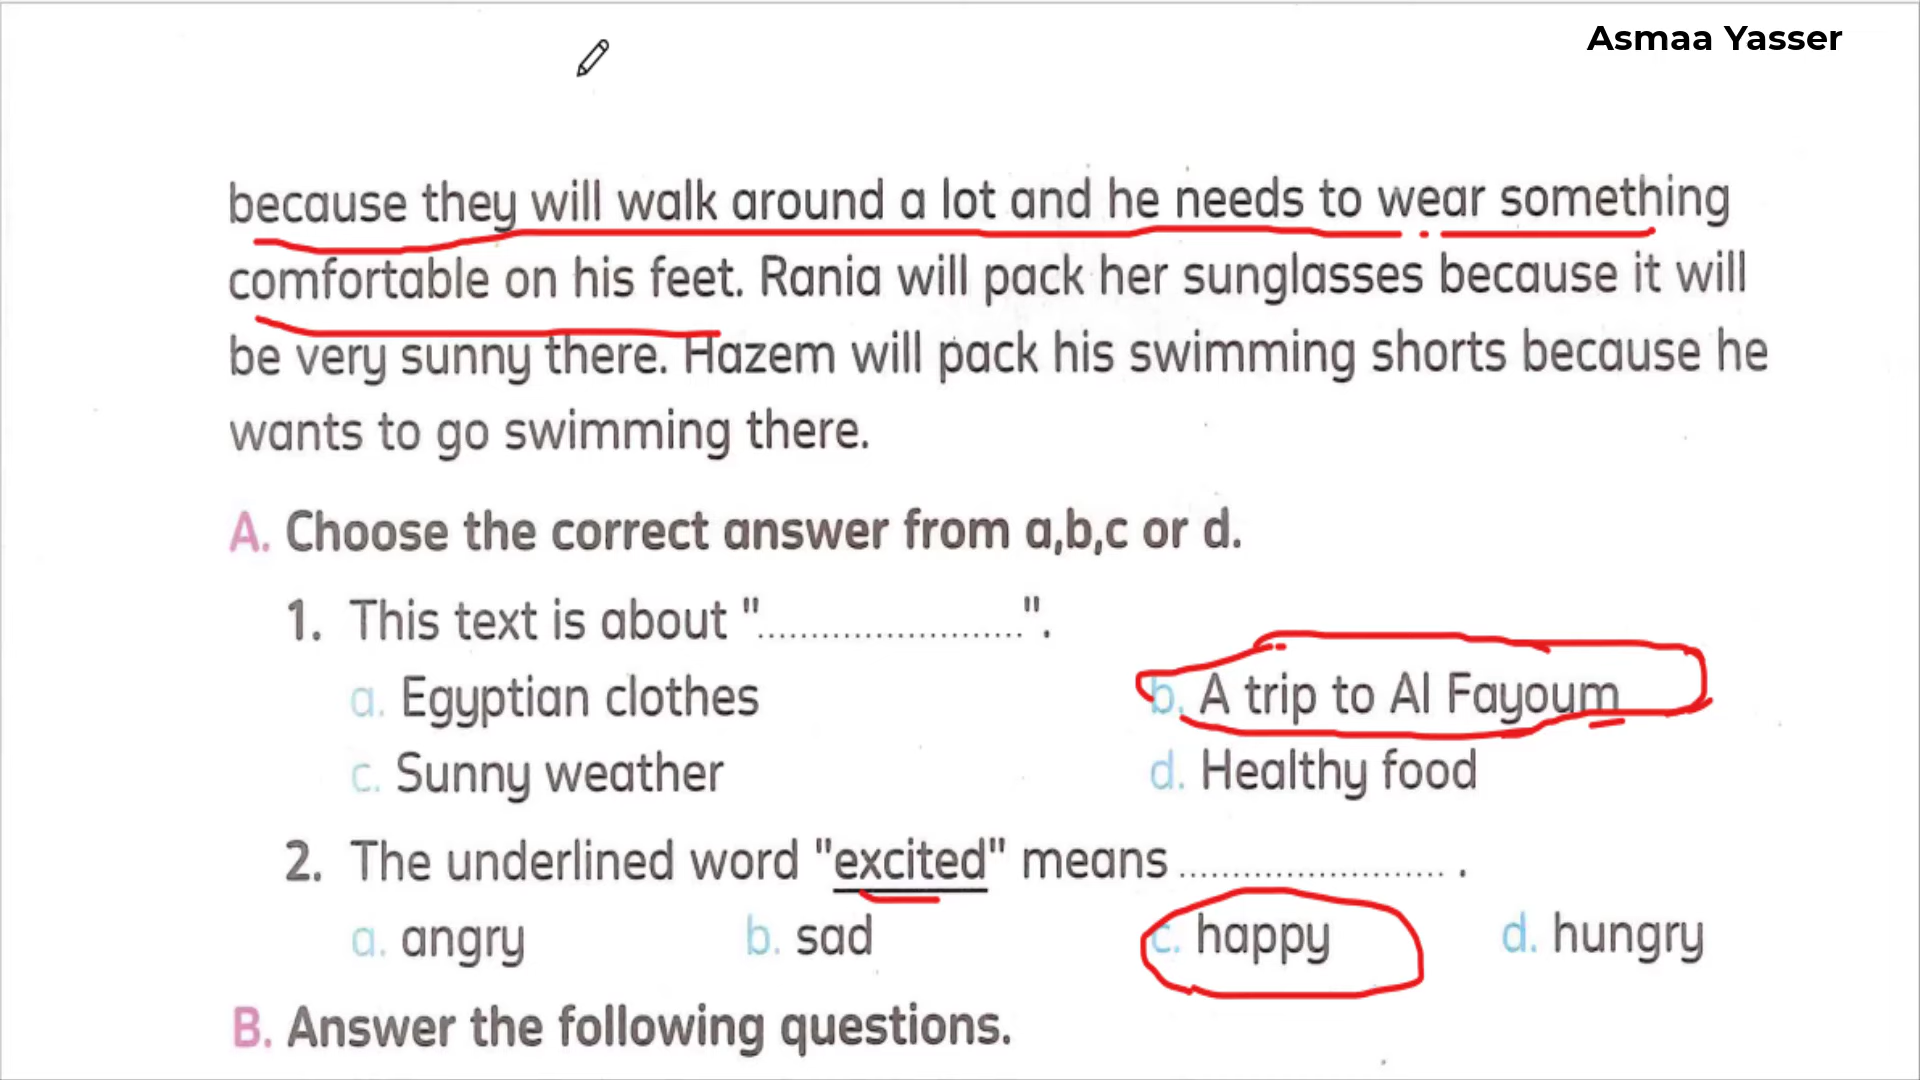 Asmaa Yasser
because they will walk around a lot and he needs to wear something
comfortable on his feet. Rania will pack her sunglasses because it will
be very sunny there. Hazem will pack his swimming shorts because he
wants to go swimming there.
A. Choose the correct answer from a,b,c or d.
1. This text is about "........................".
a. Egyptian clothes b. A trip to Al Fayoum
c. Sunny weather d. Healthy food
2. The underlined word "excited" means ........................ .
a. angry b. sad c. happy d. hungry
B. Answer the following questions.